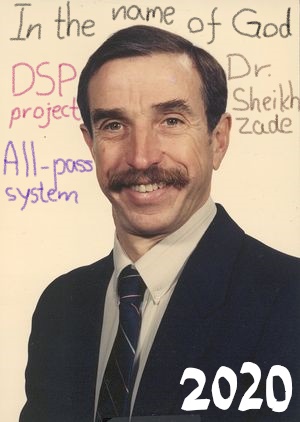 In the name of God
DSP
project
Dr.
Sheikh
zade
All-pass
system
2020